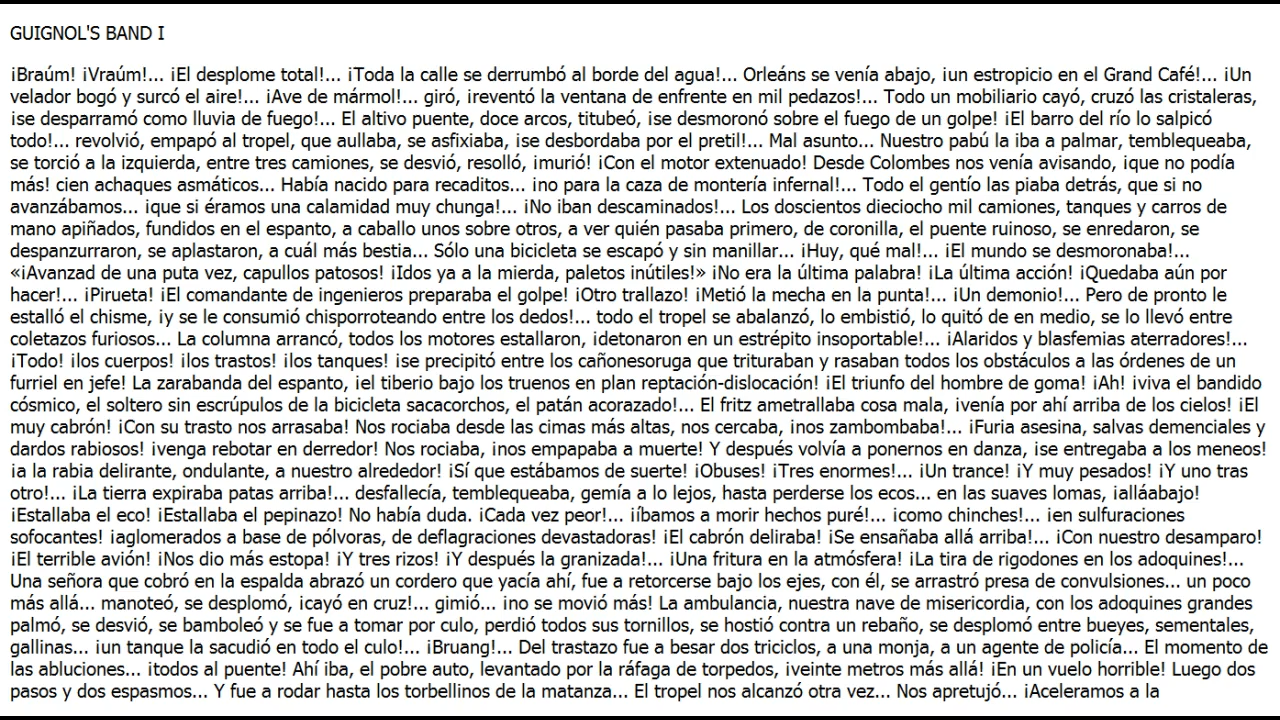 GUIGNOL'S BAND I
¡Braúm! ¡Vraúm!... ¡El desplome total!... ¡Toda la calle se derrumbó al borde del agua!... Orleáns se venía abajo, ¡un estropicio en el Grand Café!... ¡Un
velador bogó y surcó el aire!... ¡Ave de mármol!... giró, ¡reventó la ventana de enfrente en mil pedazos!... Todo un mobiliario cayó, cruzó las cristaleras,
¡se desparramó como lluvia de fuego!... El altivo puente, doce arcos, titubeó, ¡se desmoronó sobre el fuego de un golpe! ¡El barro del río lo salpicó
todo!... revolvió, empapó al tropel, que aullaba, se asfixiaba, ¡se desbordaba por el pretil!... Mal asunto... Nuestro pabú la iba a palmar, temblequeaba,
se torció a la izquierda, entre tres camiones, se desvió, resolló, ¡murió! ¡Con el motor extenuado! Desde Colombes nos venía avisando, ¡que no podía
más! cien achaques asmáticos... Había nacido para recaditos... ¡no para la caza de montería infernal!... Todo el gentío las piaba detrás, que si no
avanzábamos... ¡que si éramos una calamidad muy chunga!... ¡No iban descaminados!... Los doscientos dieciocho mil camiones, tanques y carros de
mano apiñados, fundidos en el espanto, a caballo unos sobre otros, a ver quién pasaba primero, de coronilla, el puente ruinoso, se enredaron, se
despanzurraron, se aplastaron, a cuál más bestia... Sólo una bicicleta se escapó y sin manillar... ¡Huy, qué mal!... ¡El mundo se desmoronaba!...
«¡Avanzad de una puta vez, capullos patosos! ¡Idos ya a la mierda, paletos inútiles!» ¡No era la última palabra! ¡La última acción! ¡Quedaba aún por
hacer!... ¡Pirueta! ¡El comandante de ingenieros preparaba el golpe! ¡Otro trallazo! ¡Metió la mecha en la punta!... ¡Un demonio!... Pero de pronto le
estalló el chisme, ¡y se le consumió chisporroteando entre los dedos!... todo el tropel se abalanzó, lo embistió, lo quitó de en medio, se lo llevó entre
coletazos furiosos... La columna arrancó, todos los motores estallaron, ¡detonaron en un estrépito insoportable!... ¡Alaridos y blasfemias aterradores!...
¡Todo! ¡los cuerpos! ¡los trastos! ¡los tanques! ¡se precipitó entre los cañonesoruga que trituraban y rasaban todos los obstáculos a las órdenes de un
furriel en jefe! La zarabanda del espanto, ¡el tiberio bajo los truenos en plan reptación-dislocación! ¡El triunfo del hombre de goma! ¡Ah! ¡viva el bandido
cósmico, el soltero sin escrúpulos de la bicicleta sacacorchos, el patán acorazado!... El fritz ametrallaba cosa mala, ¡venía por ahí arriba de los cielos! ¡El
muy cabrón! ¡Con su trasto nos arrasaba! Nos rociaba desde las cimas más altas, nos cercaba, ¡nos zambombaba!... ¡Furia asesina, salvas demenciales y
dardos rabiosos! ¡venga rebotar en derredor! Nos rociaba, ¡nos empapaba a muerte! Y después volvía a ponernos en danza, ¡se entregaba a los meneos!
¡a la rabia delirante, ondulante, a nuestro alrededor! ¡Sí que estábamos de suerte! ¡Obuses! ¡Tres enormes!... ¡Un trance! ¡Y muy pesados! ¡Y uno tras
otro!... ¡La tierra expiraba patas arriba!... desfallecía, temblequeaba, gemía a lo lejos, hasta perderse los ecos... en las suaves lomas, ¡alláabajo!
¡Estallaba el eco! ¡Estallaba el pepinazo! No había duda. ¡Cada vez peor!... ¡íbamos a morir hechos puré!... ¡como chinches!... ¡en sulfuraciones
sofocantes! ¡aglomerados a base de pólvoras, de deflagraciones devastadoras! ¡El cabrón deliraba! ¡Se ensañaba allá arriba!... ¡Con nuestro desamparo!
¡El terrible avión! ¡Nos dio más estopa! ¡Y tres rizos! ¡Y después la granizada!... ¡Una fritura en la atmósfera! ¡La tira de rigodones en los adoquines!...
Una señora que cobró en la espalda abrazó un cordero que yacía ahí, fue a retorcerse bajo los ejes, con él, se arrastró presa de convulsiones... un poco
más allá... manoteó, se desplomó, ¡cayó en cruz!... gimió... ¡no se movió más! La ambulancia, nuestra nave de misericordia, con los adoquines grandes
palmó, se desvió, se bamboleó y se fue a tomar por culo, perdió todos sus tornillos, se hostió contra un rebaño, se desplomó entre bueyes, sementales,
gallinas... ¡un tanque la sacudió en todo el culo!... ¡Bruang!... Del trastazo fue a besar dos triciclos, a una monja, a un agente de policía... El momento de
las abluciones... ¡todos al puente! Ahí iba, el pobre auto, levantado por la ráfaga de torpedos, ¡veinte metros más allá! ¡En un vuelo horrible! Luego dos
pasos y dos espasmos... Y fue a rodar hasta los torbellinos de la matanza... El tropel nos alcanzó otra vez... Nos apretujó... ¡Aceleramos a la